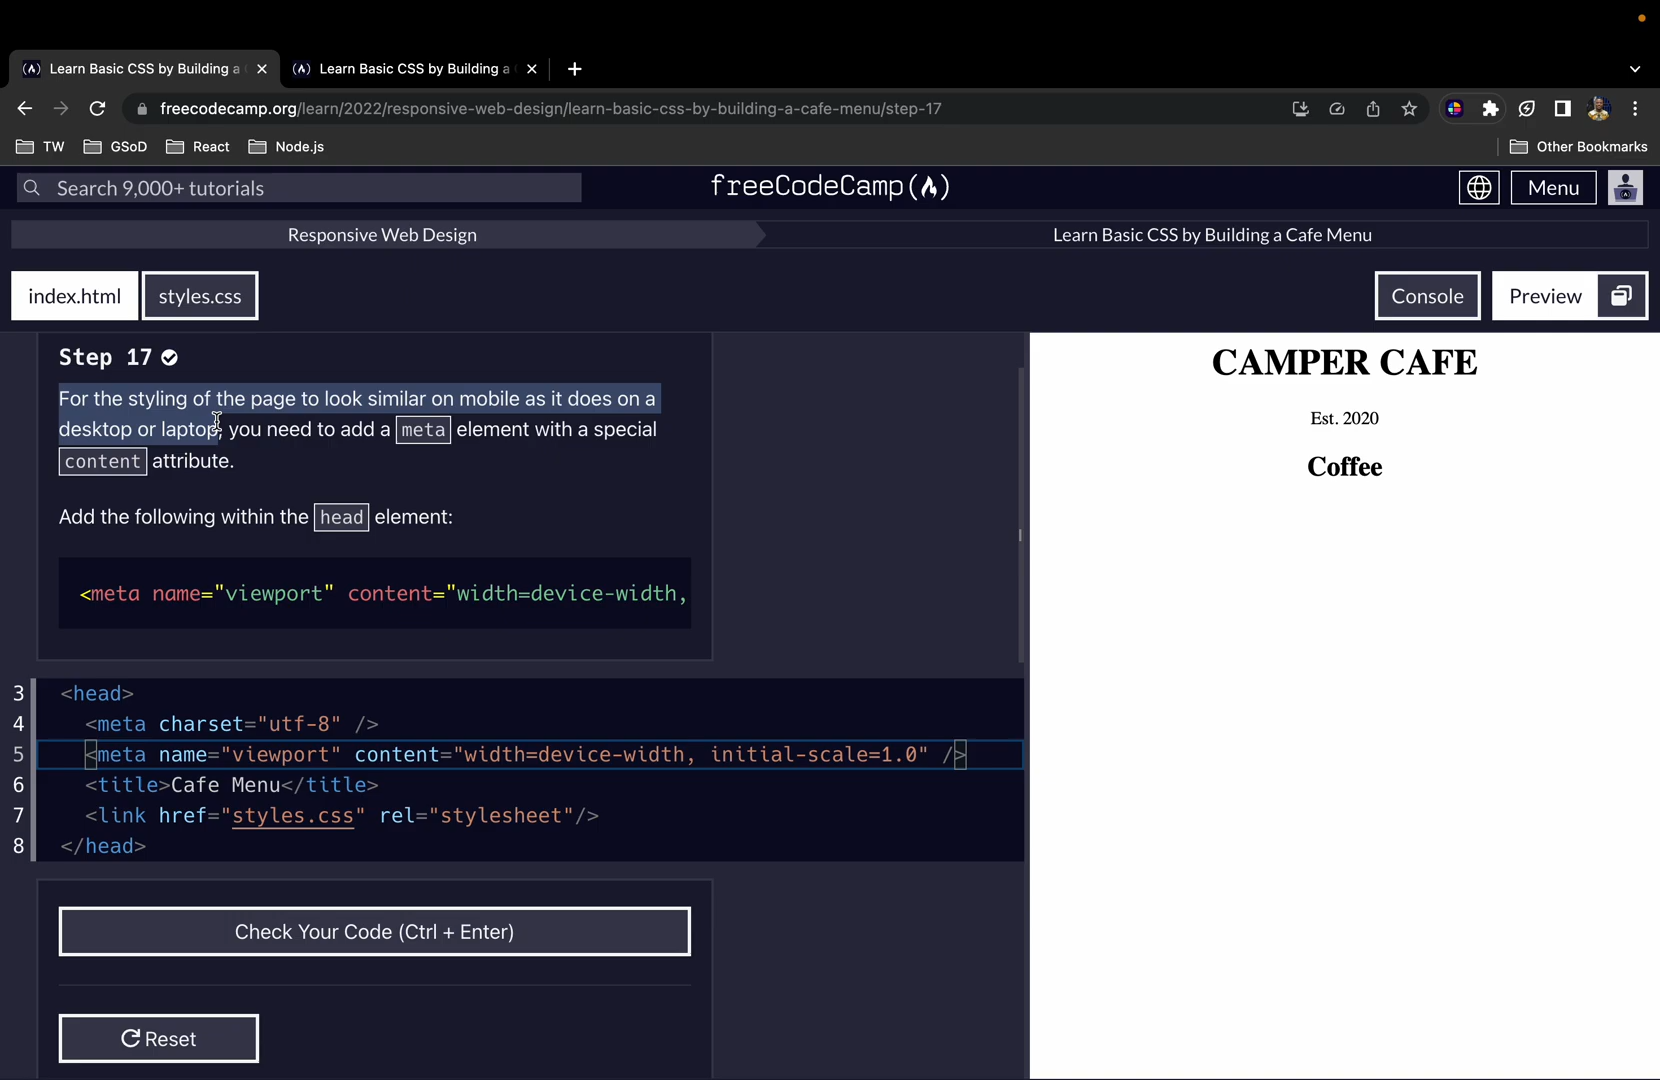 Learn Basic CSS by Building a
Learn Basic CSS by Building a
freecodecamp.org/learn/2022/responsive-web-design/learn-basic-css-by-building-a-cafe-menu/step-17
TW GSoD React Node.js Other Bookmarks
Search 9,000+ tutorials
freeCodeCamp
Menu
Responsive Web Design
Learn Basic CSS by Building a Cafe Menu
index.html styles.css Console Preview
Step 17
For the styling of the page to look similar on mobile as it does on a
desktop or laptop, you need to add a meta element with a special
content attribute.
Add the following within the head element:
<meta name="viewport" content="width=device-width,
3 <head>
4 <meta charset="utf-8" />
5 <meta name="viewport" content="width=device-width, initial-scale=1.0" />
6 <title>Cafe Menu</title>
7 <link href="styles.css" rel="stylesheet"/>
8 </head>
Check Your Code (Ctrl + Enter)
Reset
CAMPER CAFE
Est. 2020
Coffee